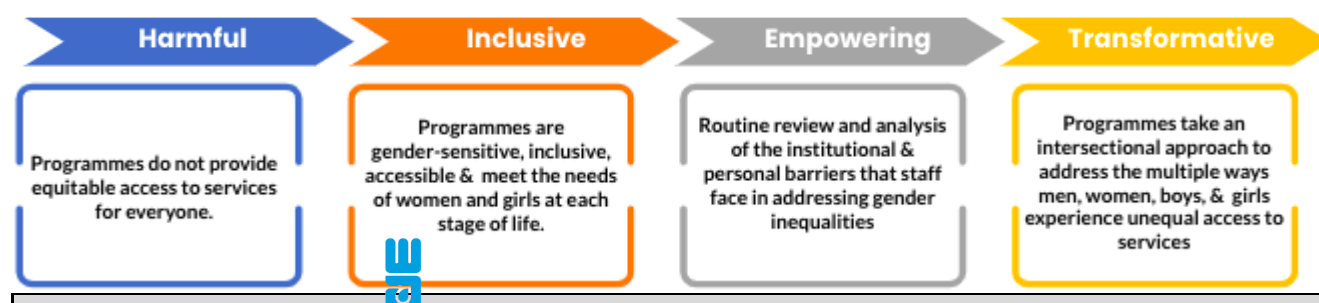 Harmful
Inclusive
Empowering
Transformative
Programmes do not provide
equitable access to services
for everyone.
Programmes are
gender-sensitive, inclusive,
accessible & meet the needs
of women and girls at each
stage of life.
Routine review and analysis
of the institutional &
personal barriers that staff
face in addressing gender
inequalities
Programmes take an
intersectional approach to
address the multiple ways
men, women, boys, & girls
experience unequal access to
services